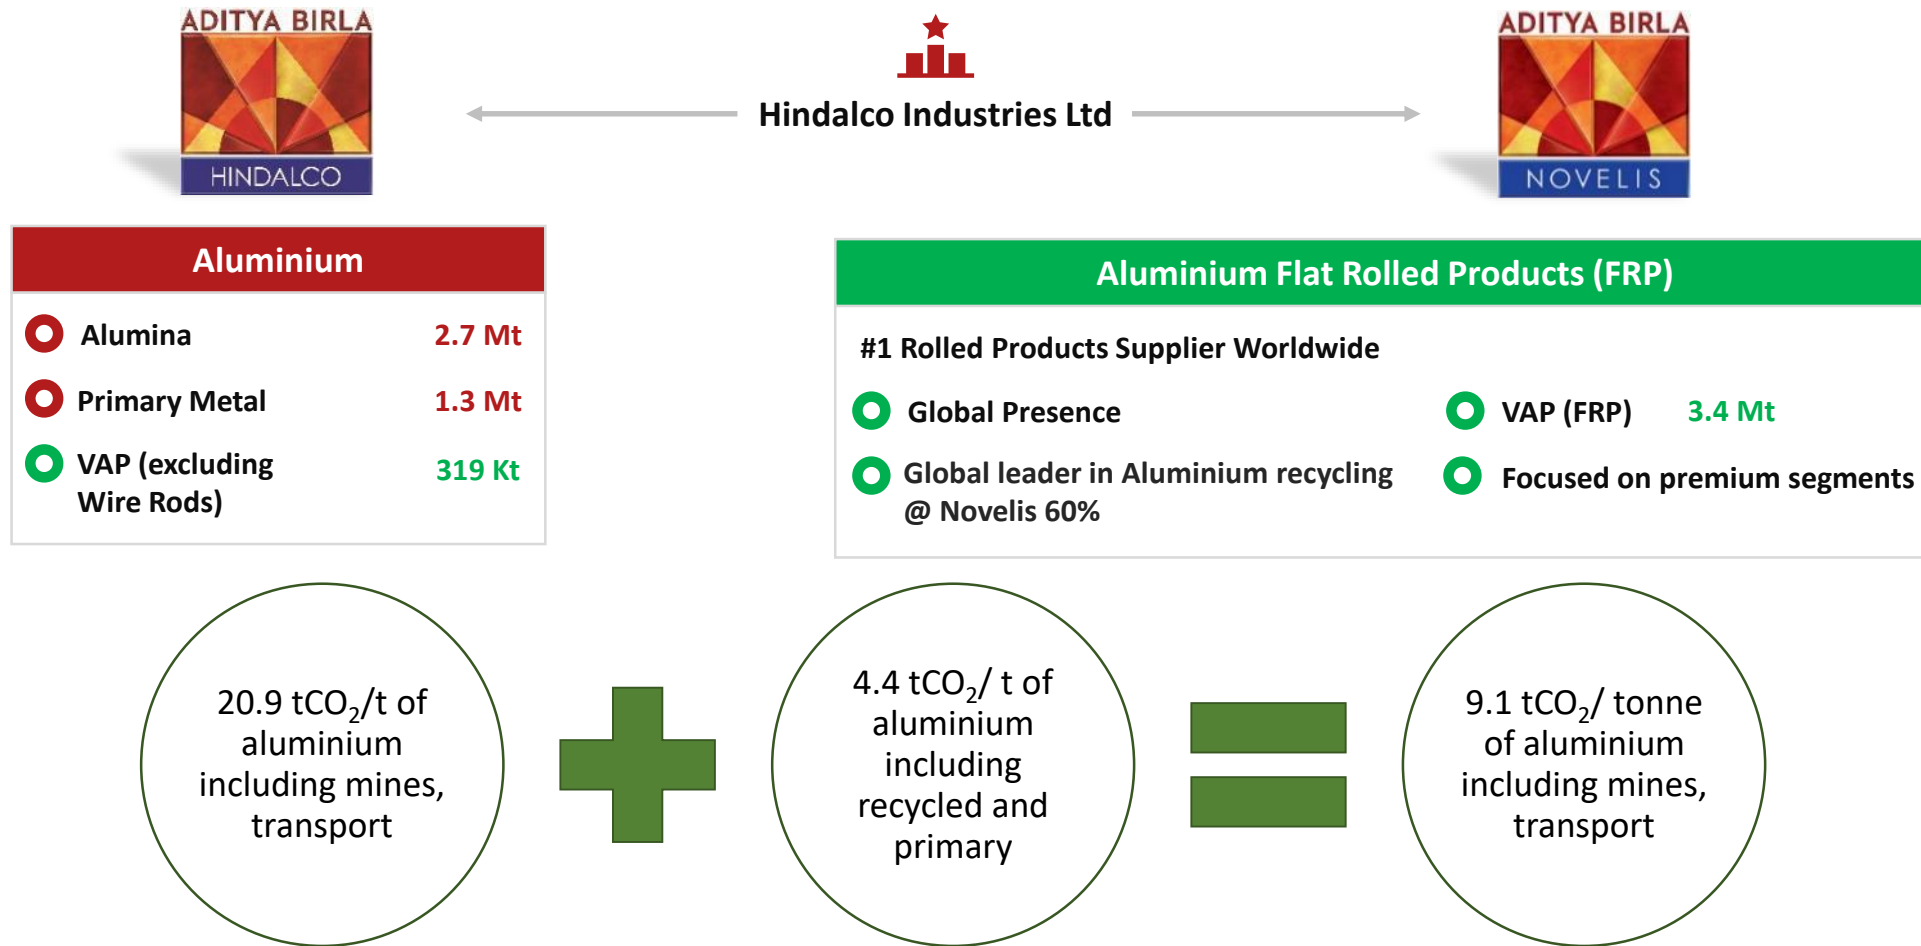 ADITYA BIRLA
HINDALCO
Hindalco Industries Ltd
ADITYA BIRLA
NOVELIS
Aluminium
Alumina 2.7 Mt
Primary Metal 1.3 Mt
VAP (excluding 319 Kt
Wire Rods)
Aluminium Flat Rolled Products (FRP)
#1 Rolled Products Supplier Worldwide
Global Presence
Global leader in Aluminium recycling
@ Novelis 60%
VAP (FRP) 3.4 Mt
Focused on premium segments
20.9 tCO₂/t of
aluminium
including mines,
transport
4.4 tCO₂/ t of
aluminium
including
recycled and
primary
9.1 tCO₂/ tonne
of aluminium
including mines,
transport